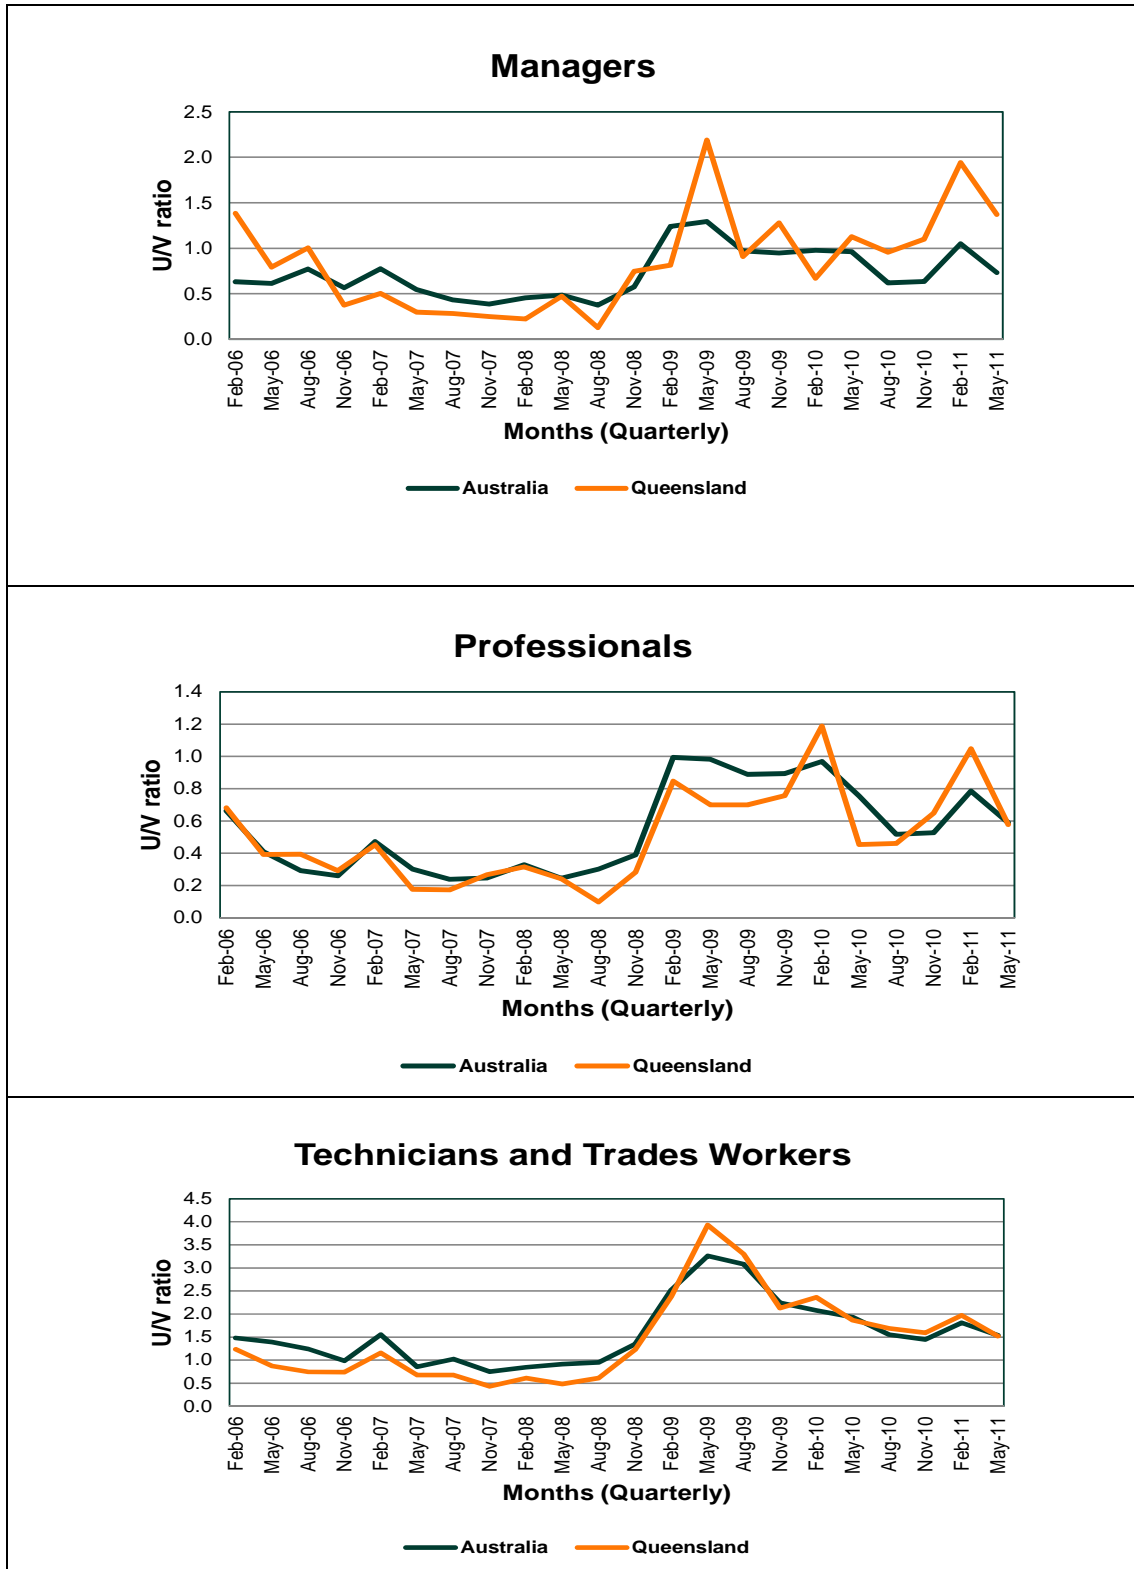 Managers
2.5
2.0
1.5
1.0
0.5
0.0
U/V ratio
Feb-06 May-06 Aug-06 Nov-06 Feb-07 May-07 Aug-07 Nov-07 Feb-08 May-08 Aug-08 Nov-08 Feb-09 May-09 Aug-09 Nov-09 Feb-10 May-10 Aug-10 Nov-10 Feb-11 May-11
Months (Quarterly)
Australia Queensland
Professionals
1.4
1.2
1.0
0.8
0.6
0.4
0.2
0.0
U/V ratio
Feb-06 May-06 Aug-06 Nov-06 Feb-07 May-07 Aug-07 Nov-07 Feb-08 May-08 Aug-08 Nov-08 Feb-09 May-09 Aug-09 Nov-09 Feb-10 May-10 Aug-10 Nov-10 Feb-11 May-11
Months (Quarterly)
Australia Queensland
Technicians and Trades Workers
4.5
4.0
3.5
3.0
2.5
2.0
1.5
1.0
0.5
0.0
U/V ratio
Feb-06 May-06 Aug-06 Nov-06 Feb-07 May-07 Aug-07 Nov-07 Feb-08 May-08 Aug-08 Nov-08 Feb-09 May-09 Aug-09 Nov-09 Feb-10 May-10 Aug-10 Nov-10 Feb-11 May-11
Months (Quarterly)
Australia Queensland